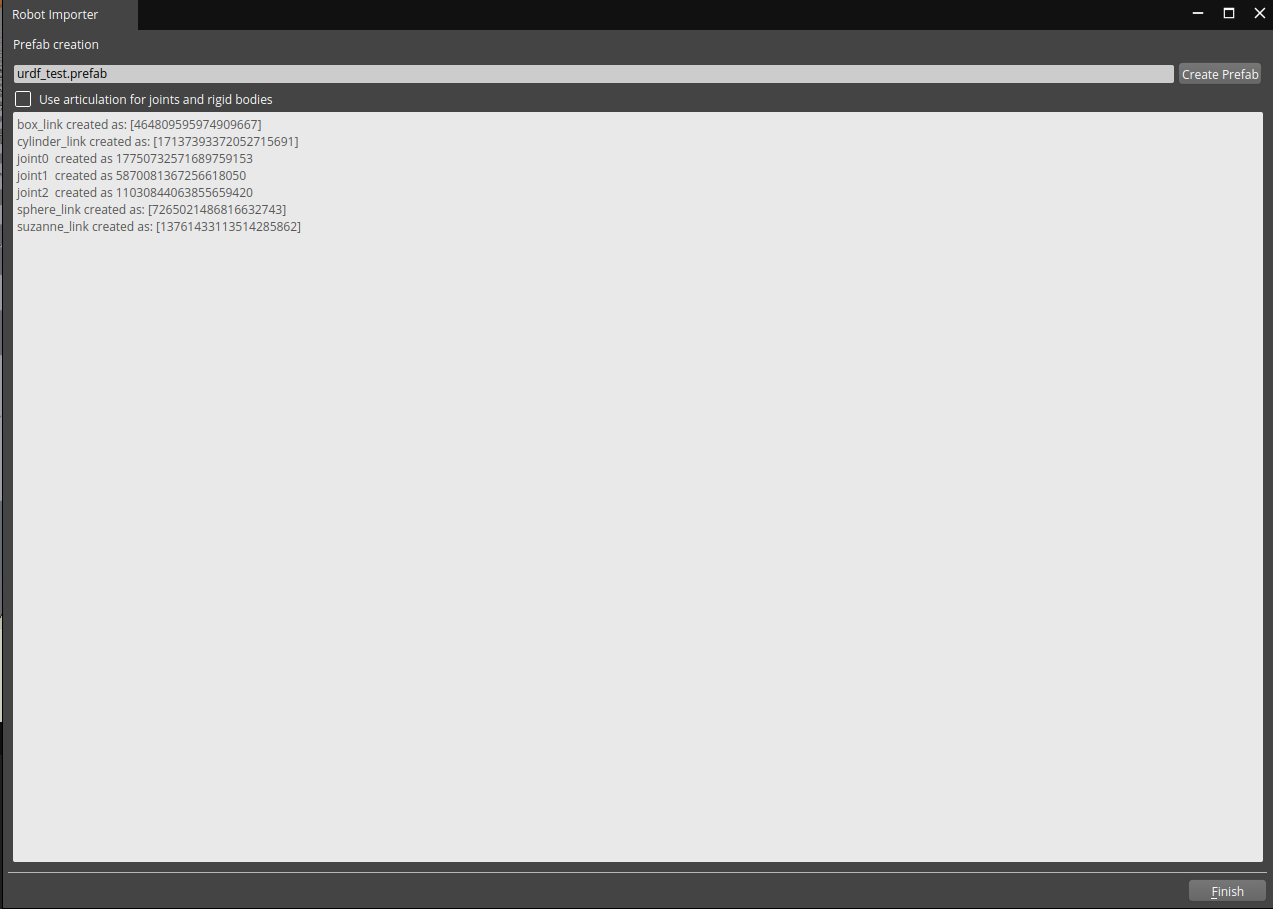 Robot Importer
Prefab creation
urdf_test.prefab
Create Prefab
Use articulation for joints and rigid bodies
box_link created as: [464809595974909667]
cylinder_link created as: [17137393372052715691]
joint0  created as 17750732571689759153
joint1  created as 5870081367256618050
joint2  created as 11030844063855659420
sphere_link created as: [7265021486816632743]
suzanne_link created as: [13761433113514285862]
Finish